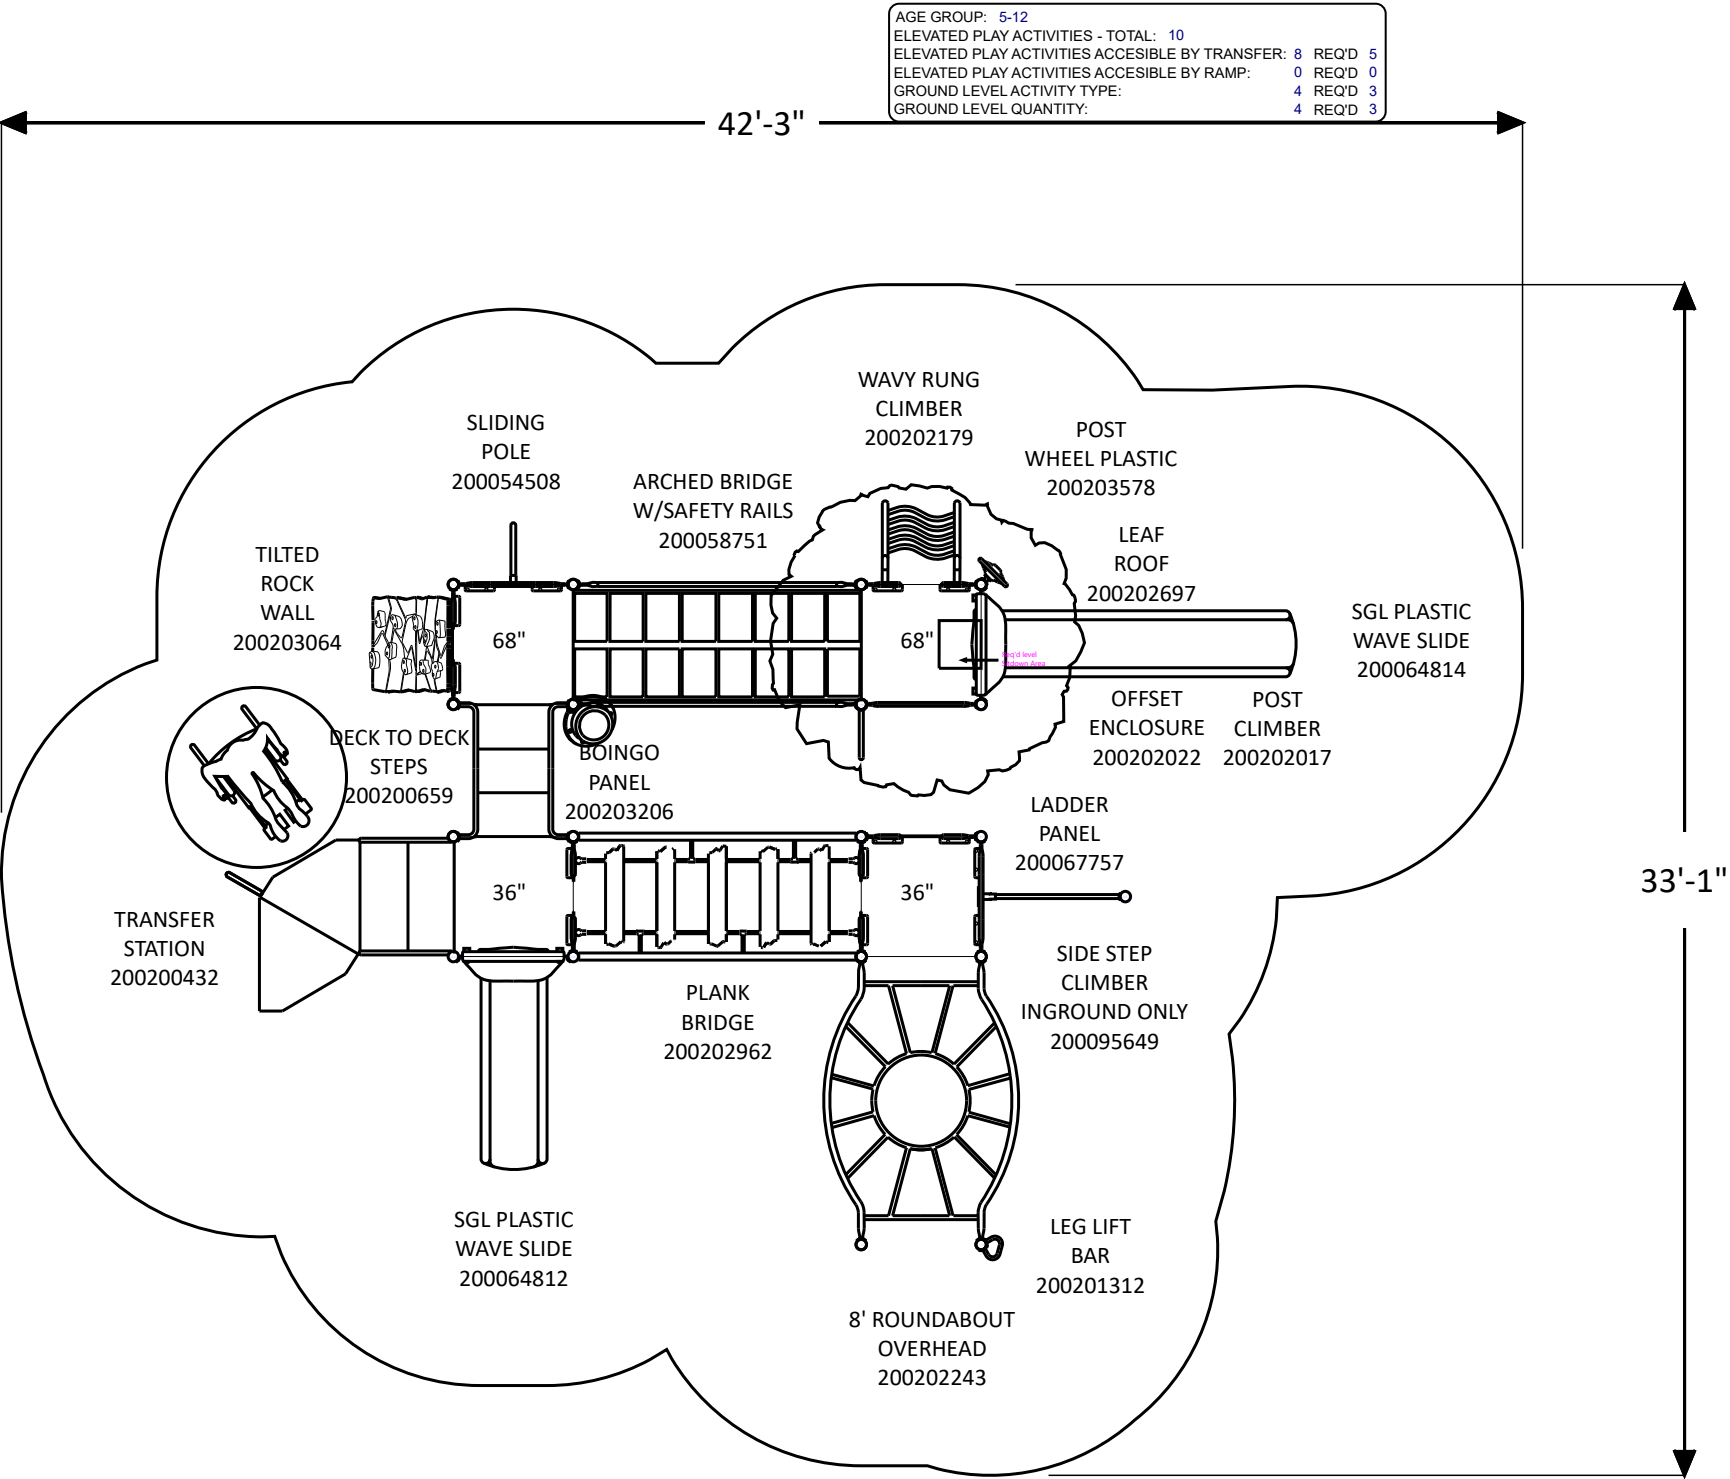 AGE GROUP: 5-12
ELEVATED PLAY ACTIVITIES - TOTAL: 10
ELEVATED PLAY ACTIVITIES ACCESIBLE BY TRANSFER: 8 REQ'D 5
ELEVATED PLAY ACTIVITIES ACCESIBLE BY RAMP: 0 REQ'D 0
GROUND LEVEL ACTIVITY TYPE: 4 REQ'D 3
GROUND LEVEL QUANTITY: 4 REQ'D 3
42'-3"
WAVY RUNG
CLIMBER
200202179
SLIDING
POLE
200054508
POST
WHEEL PLASTIC
200203578
ARCHED BRIDGE
W/SAFETY RAILS
200058751
LEAF
ROOF
200202697
TILTED
ROCK
WALL
200203064
SGL PLASTIC
WAVE SLIDE
200064814
68"
68"
Req'd level
Sitdown Area
OFFSET
ENCLOSURE
200202022
POST
CLIMBER
200202017
DECK TO DECK
STEPS
200200659
BOINGO
PANEL
200203206
LADDER
PANEL
200067757
33'-1"
36"
36"
TRANSFER
STATION
200200432
SIDE STEP
CLIMBER
INGROUND ONLY
200095649
PLANK
BRIDGE
200202962
SGL PLASTIC
WAVE SLIDE
200064812
LEG LIFT
BAR
200201312
8' ROUNDABOUT
OVERHEAD
200202243